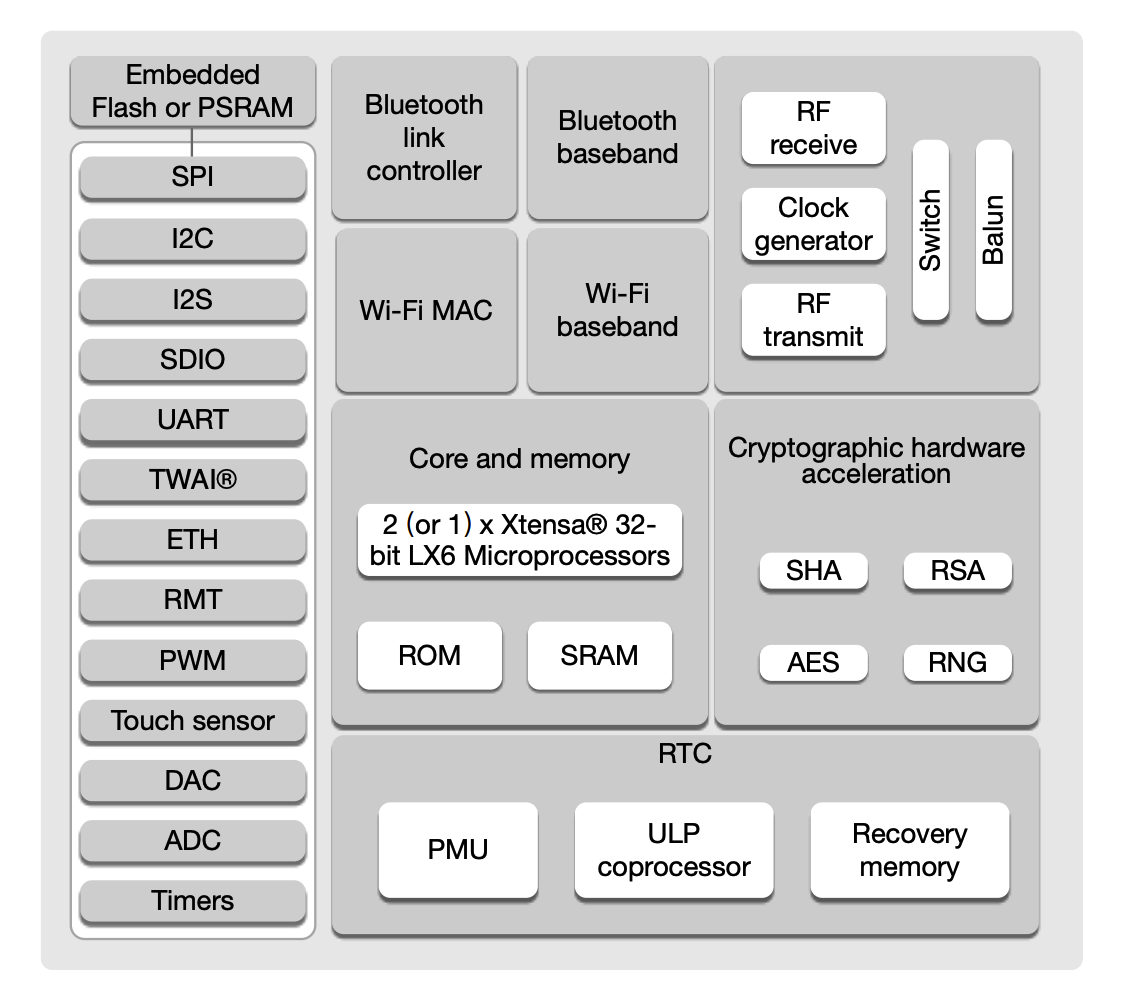 Embedded
Flash or PSRAM
SPI
I2C
I2S
SDIO
UART
TWAI®
ETH
RMT
PWM
Touch sensor
DAC
ADC
Timers
Bluetooth
link
controller
Bluetooth
baseband
Wi-Fi MAC
Wi-Fi
baseband
RF
receive
Clock
generator
RF
transmit
Switch
Balun
Core and memory
2 (or 1) x Xtensa® 32-
bit LX6 Microprocessors
ROM
SRAM
Cryptographic hardware
acceleration
SHA
RSA
AES
RNG
RTC
PMU
ULP
coprocessor
Recovery
memory